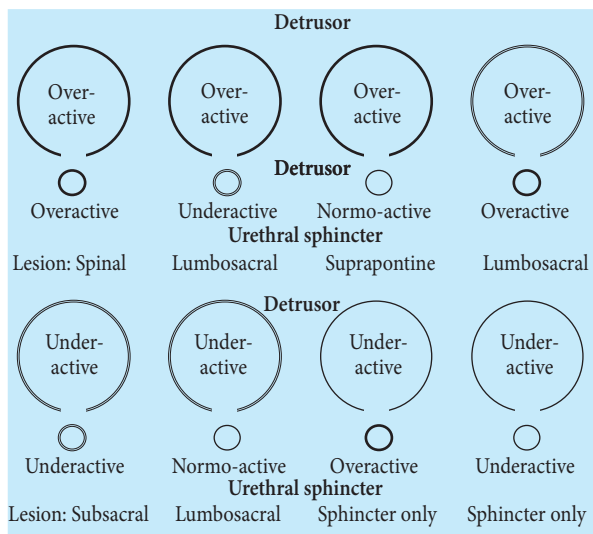 Detrusor
Over-
active
Over-
active
Over-
active
Over-
active
Detrusor
Overactive
Underactive
Normo-active
Overactive
Urethral sphincter
Lesion: Spinal
Lumbosacral
Suprapontine
Lumbosacral
Detrusor
Under-
active
Under-
active
Under-
active
Under-
active
Underactive
Normo-active
Overactive
Underactive
Urethral sphincter
Lesion: Subsacral
Lumbosacral
Sphincter only
Sphincter only